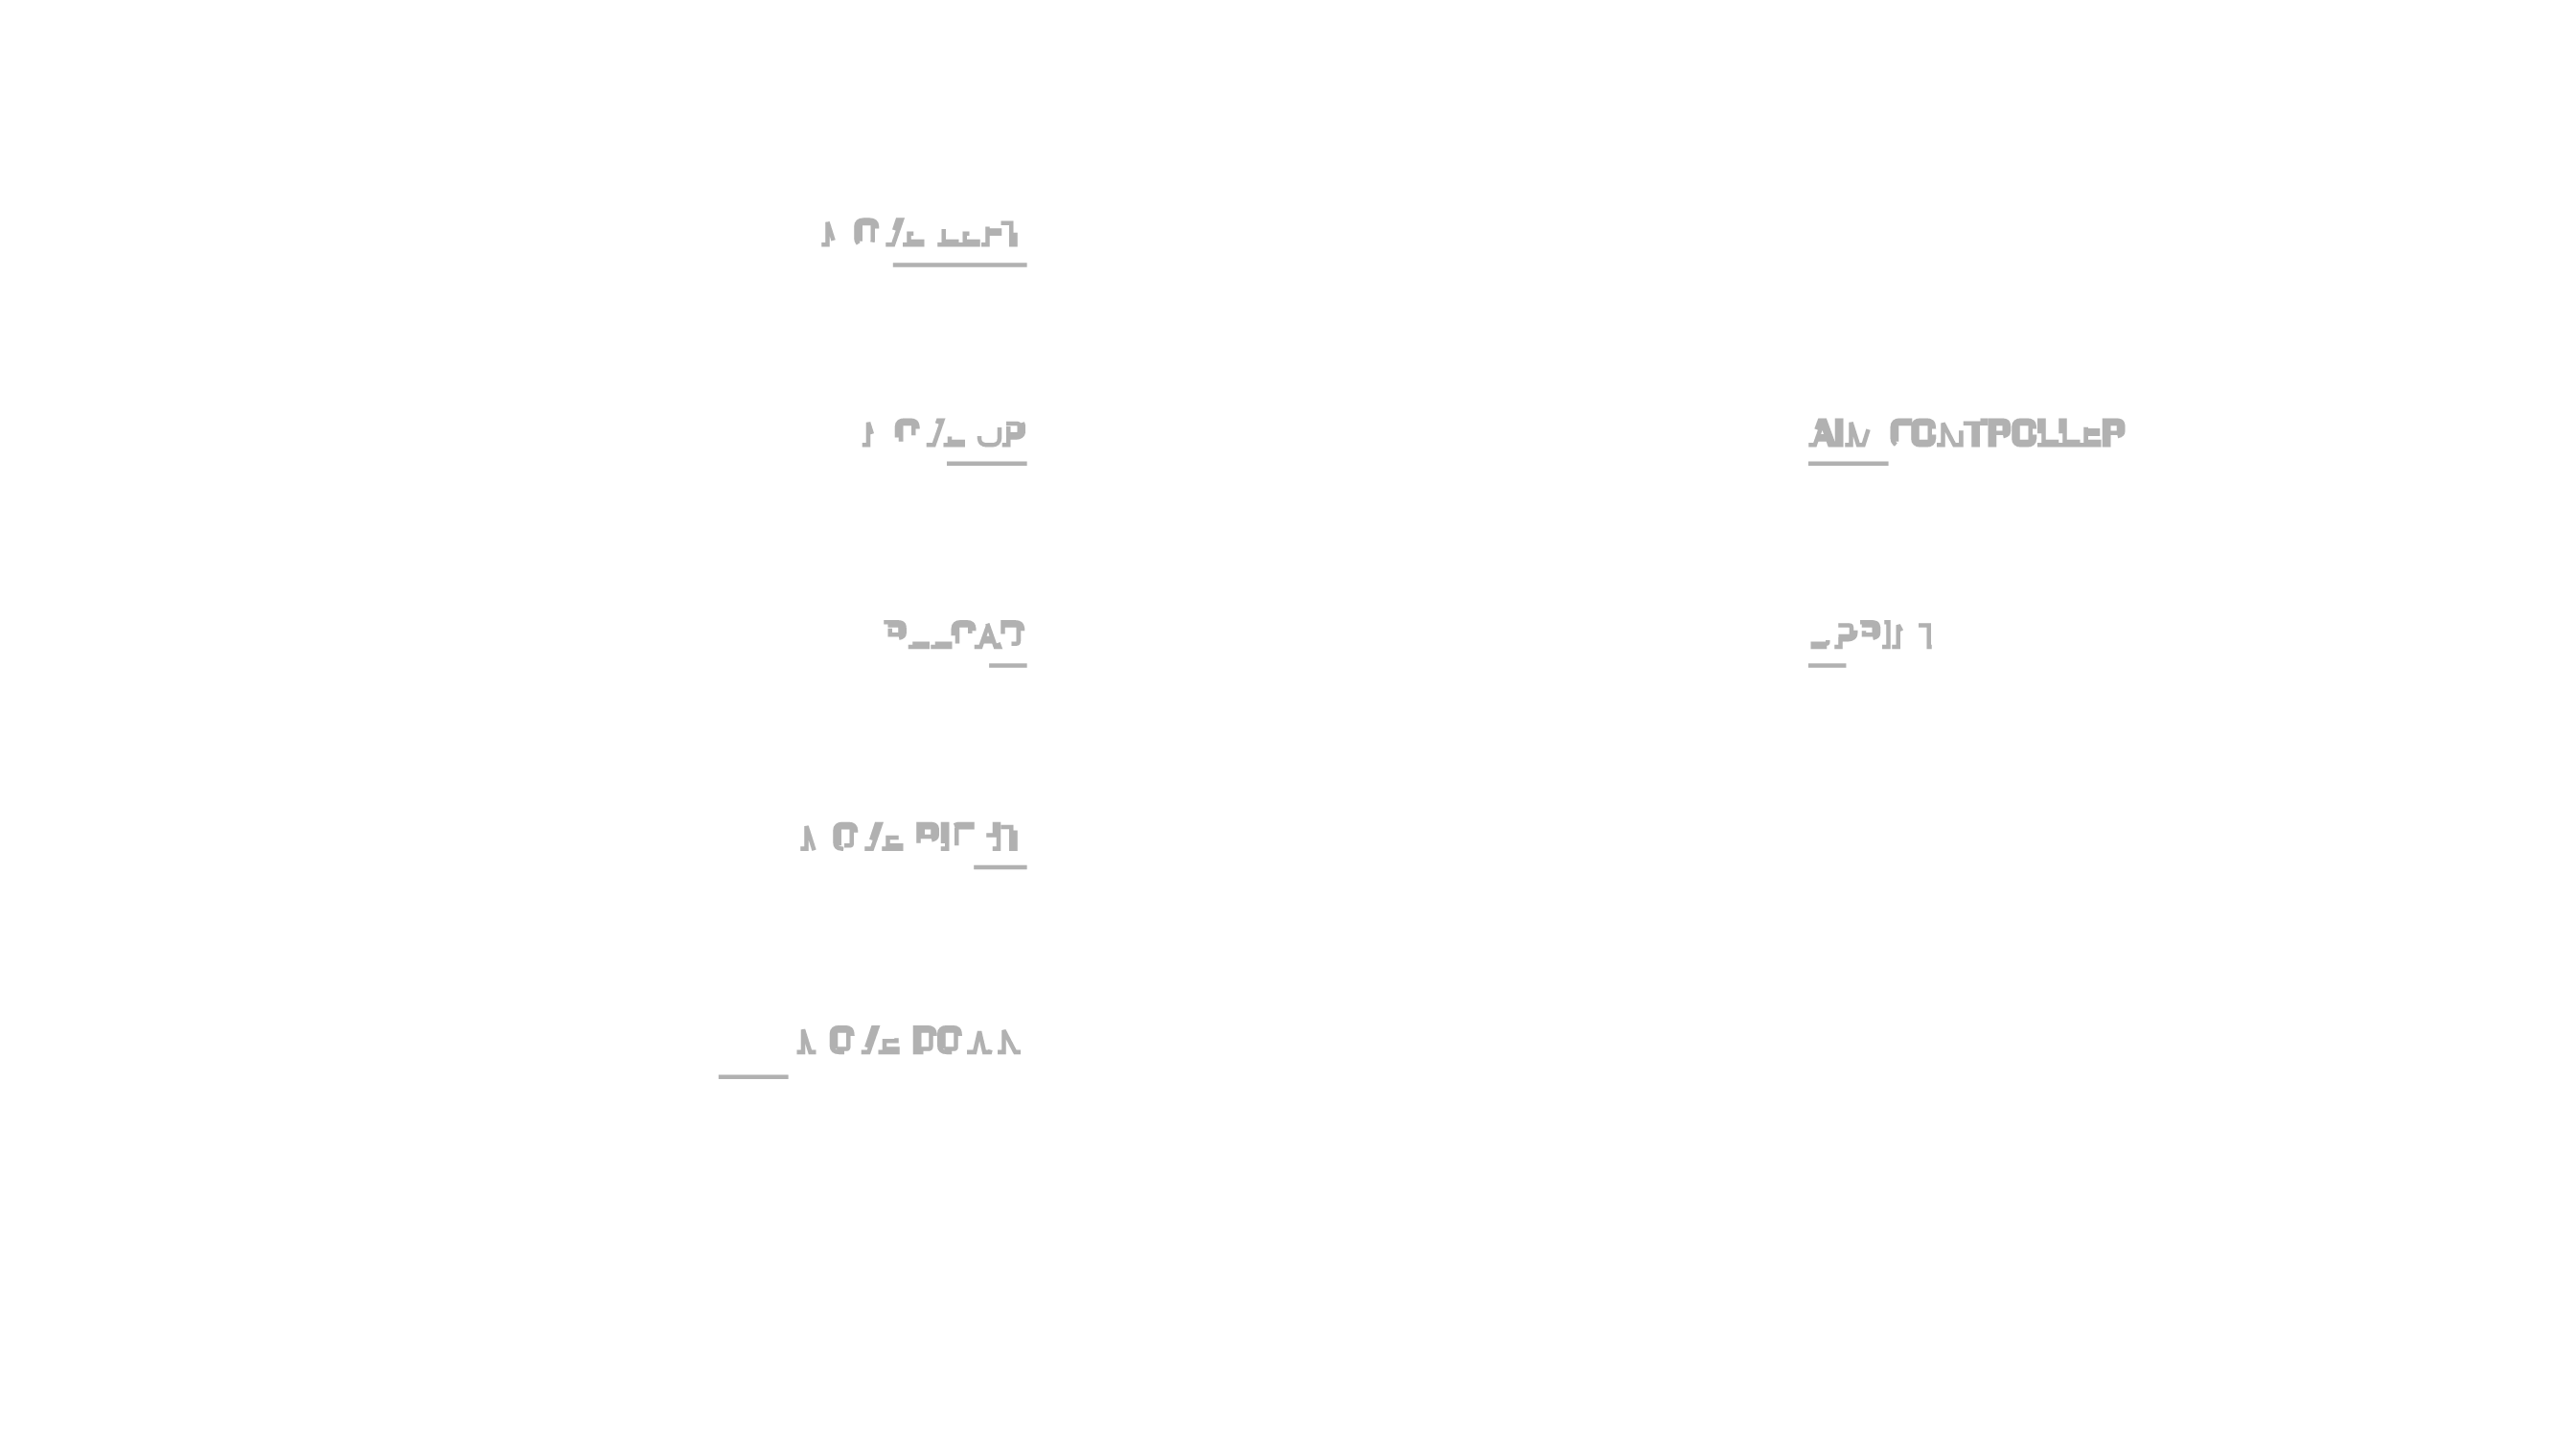 MOVE LEFT
MOVE UP
AIM CONTROLLER
RELOAD
SPRINT
MOVE RIGHT
MOVE DOWN